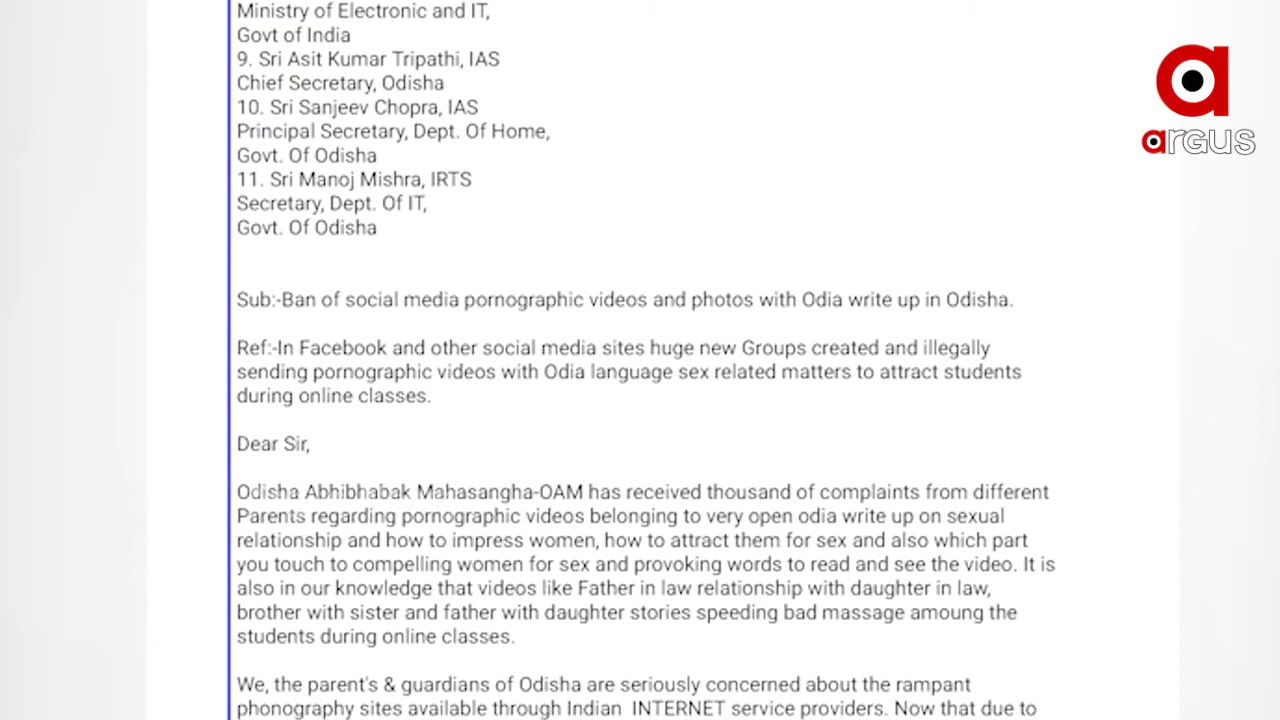 Ministry of Electronic and IT,
Govt of India
9. Sri Asit Kumar Tripathi, IAS
Chief Secretary, Odisha
10. Sri Sanjeev Chopra, IAS
Principal Secretary, Dept. Of Home,
Govt. Of Odisha
11. Sri Manoj Mishra, IRTS
Secretary, Dept. Of IT,
Govt. Of Odisha
argus
Sub:-Ban of social media pornographic videos and photos with Odia write up in Odisha.
Ref:-In Facebook and other social media sites huge new Groups created and illegally
sending pornographic videos with Odia language sex related matters to attract students
during online classes.
Dear Sir,
Odisha Abhibhabak Mahasangha-OAM has received thousand of complaints from different
Parents regarding pornographic videos belonging to very open odia write up on sexual
relationship and how to impress women, how to attract them for sex and also which part
you touch to compelling women for sex and provoking words to read and see the video. It is
also in our knowledge that videos like Father in law relationship with daughter in law,
brother with sister and father with daughter stories speeding bad massage amoung the
students during online classes.
We, the parent's & guardians of Odisha are seriously concerned about the rampant
phonography sites available through Indian  INTERNET service providers. Now that due to